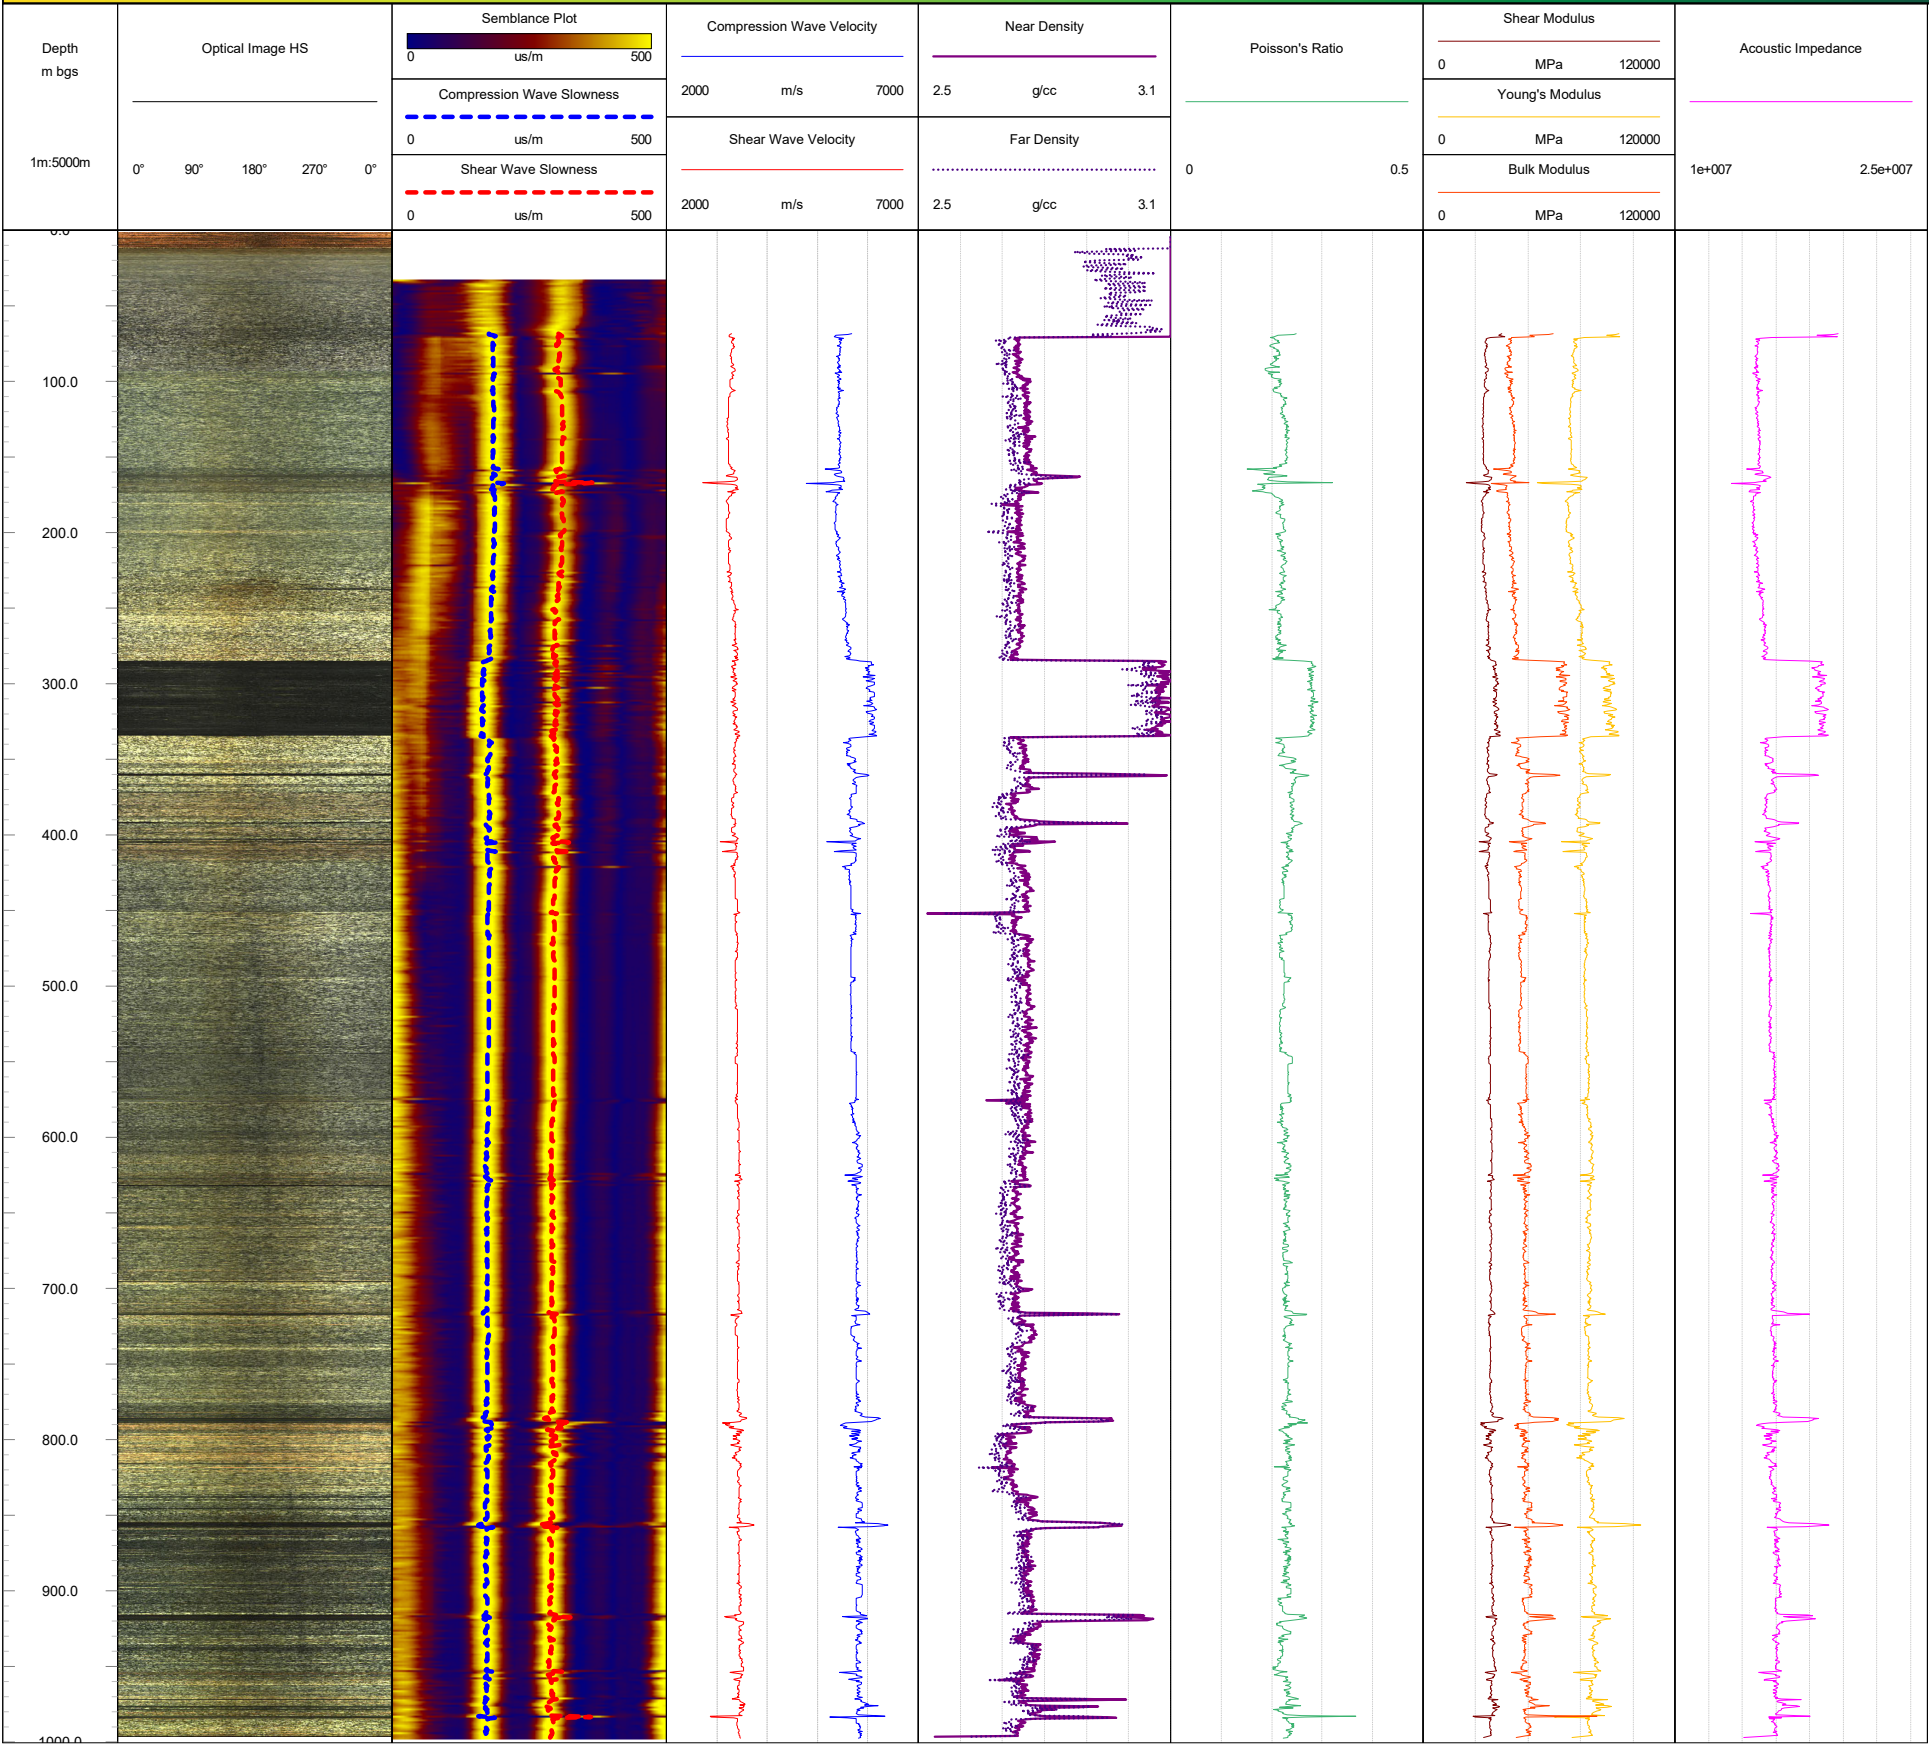 Depth
m bgs
1m:5000m
Optical Image HS
0° 90° 180° 270° 0°
Semblance Plot
0 us/m 500
Compression Wave Slowness
0 us/m 500
Shear Wave Slowness
0 us/m 500
Compression Wave Velocity
2000 m/s 7000
Shear Wave Velocity
2000 m/s 7000
Near Density
2.5 g/cc 3.1
Far Density
2.5 g/cc 3.1
Poisson's Ratio
0 0.5
Shear Modulus
0 MPa 120000
Young's Modulus
0 MPa 120000
Bulk Modulus
0 MPa 120000
Acoustic Impedance
1e+007 2.5e+007
0.0
100.0
200.0
300.0
400.0
500.0
600.0
700.0
800.0
900.0
1000.0